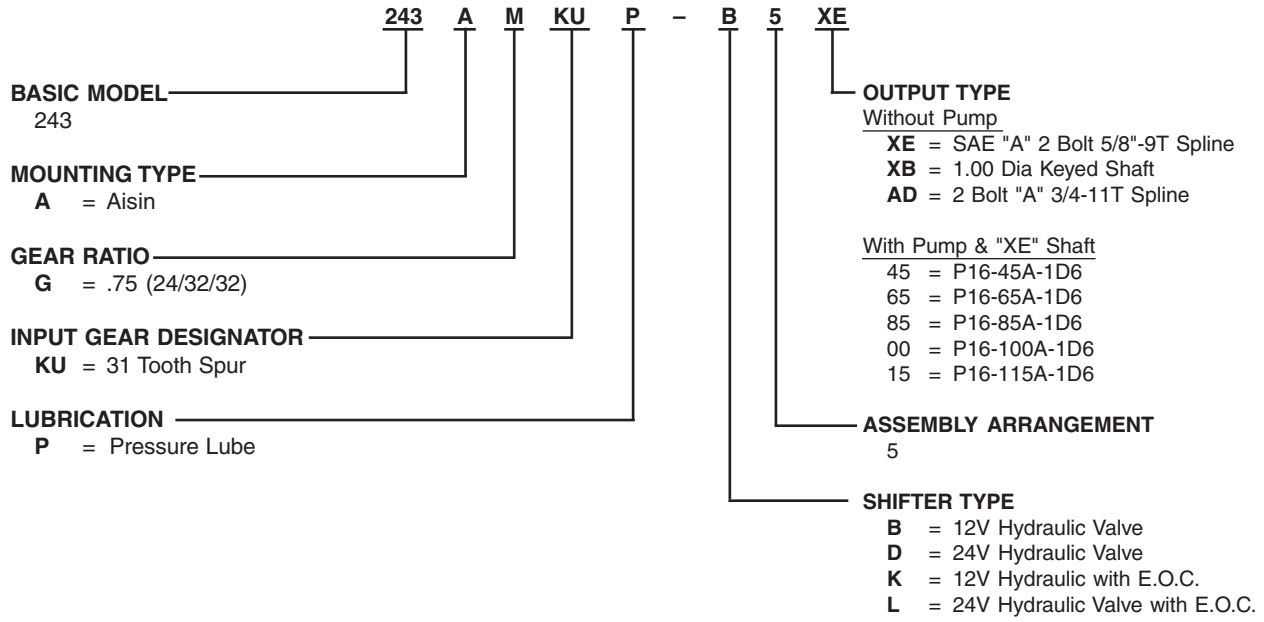 243 A M KU P – B 5 XE
BASIC MODEL
243
MOUNTING TYPE
A = Aisin
GEAR RATIO
G = .75 (24/32/32)
INPUT GEAR DESIGNATOR
KU = 31 Tooth Spur
LUBRICATION
P = Pressure Lube
OUTPUT TYPE
Without Pump
XE = SAE "A" 2 Bolt 5/8"-9T Spline
XB = 1.00 Dia Keyed Shaft
AD = 2 Bolt "A" 3/4-11T Spline
With Pump & "XE" Shaft
45 = P16-45A-1D6
65 = P16-65A-1D6
85 = P16-85A-1D6
00 = P16-100A-1D6
15 = P16-115A-1D6
ASSEMBLY ARRANGEMENT
5
SHIFTER TYPE
B = 12V Hydraulic Valve
D = 24V Hydraulic Valve
K = 12V Hydraulic with E.O.C.
L = 24V Hydraulic Valve with E.O.C.